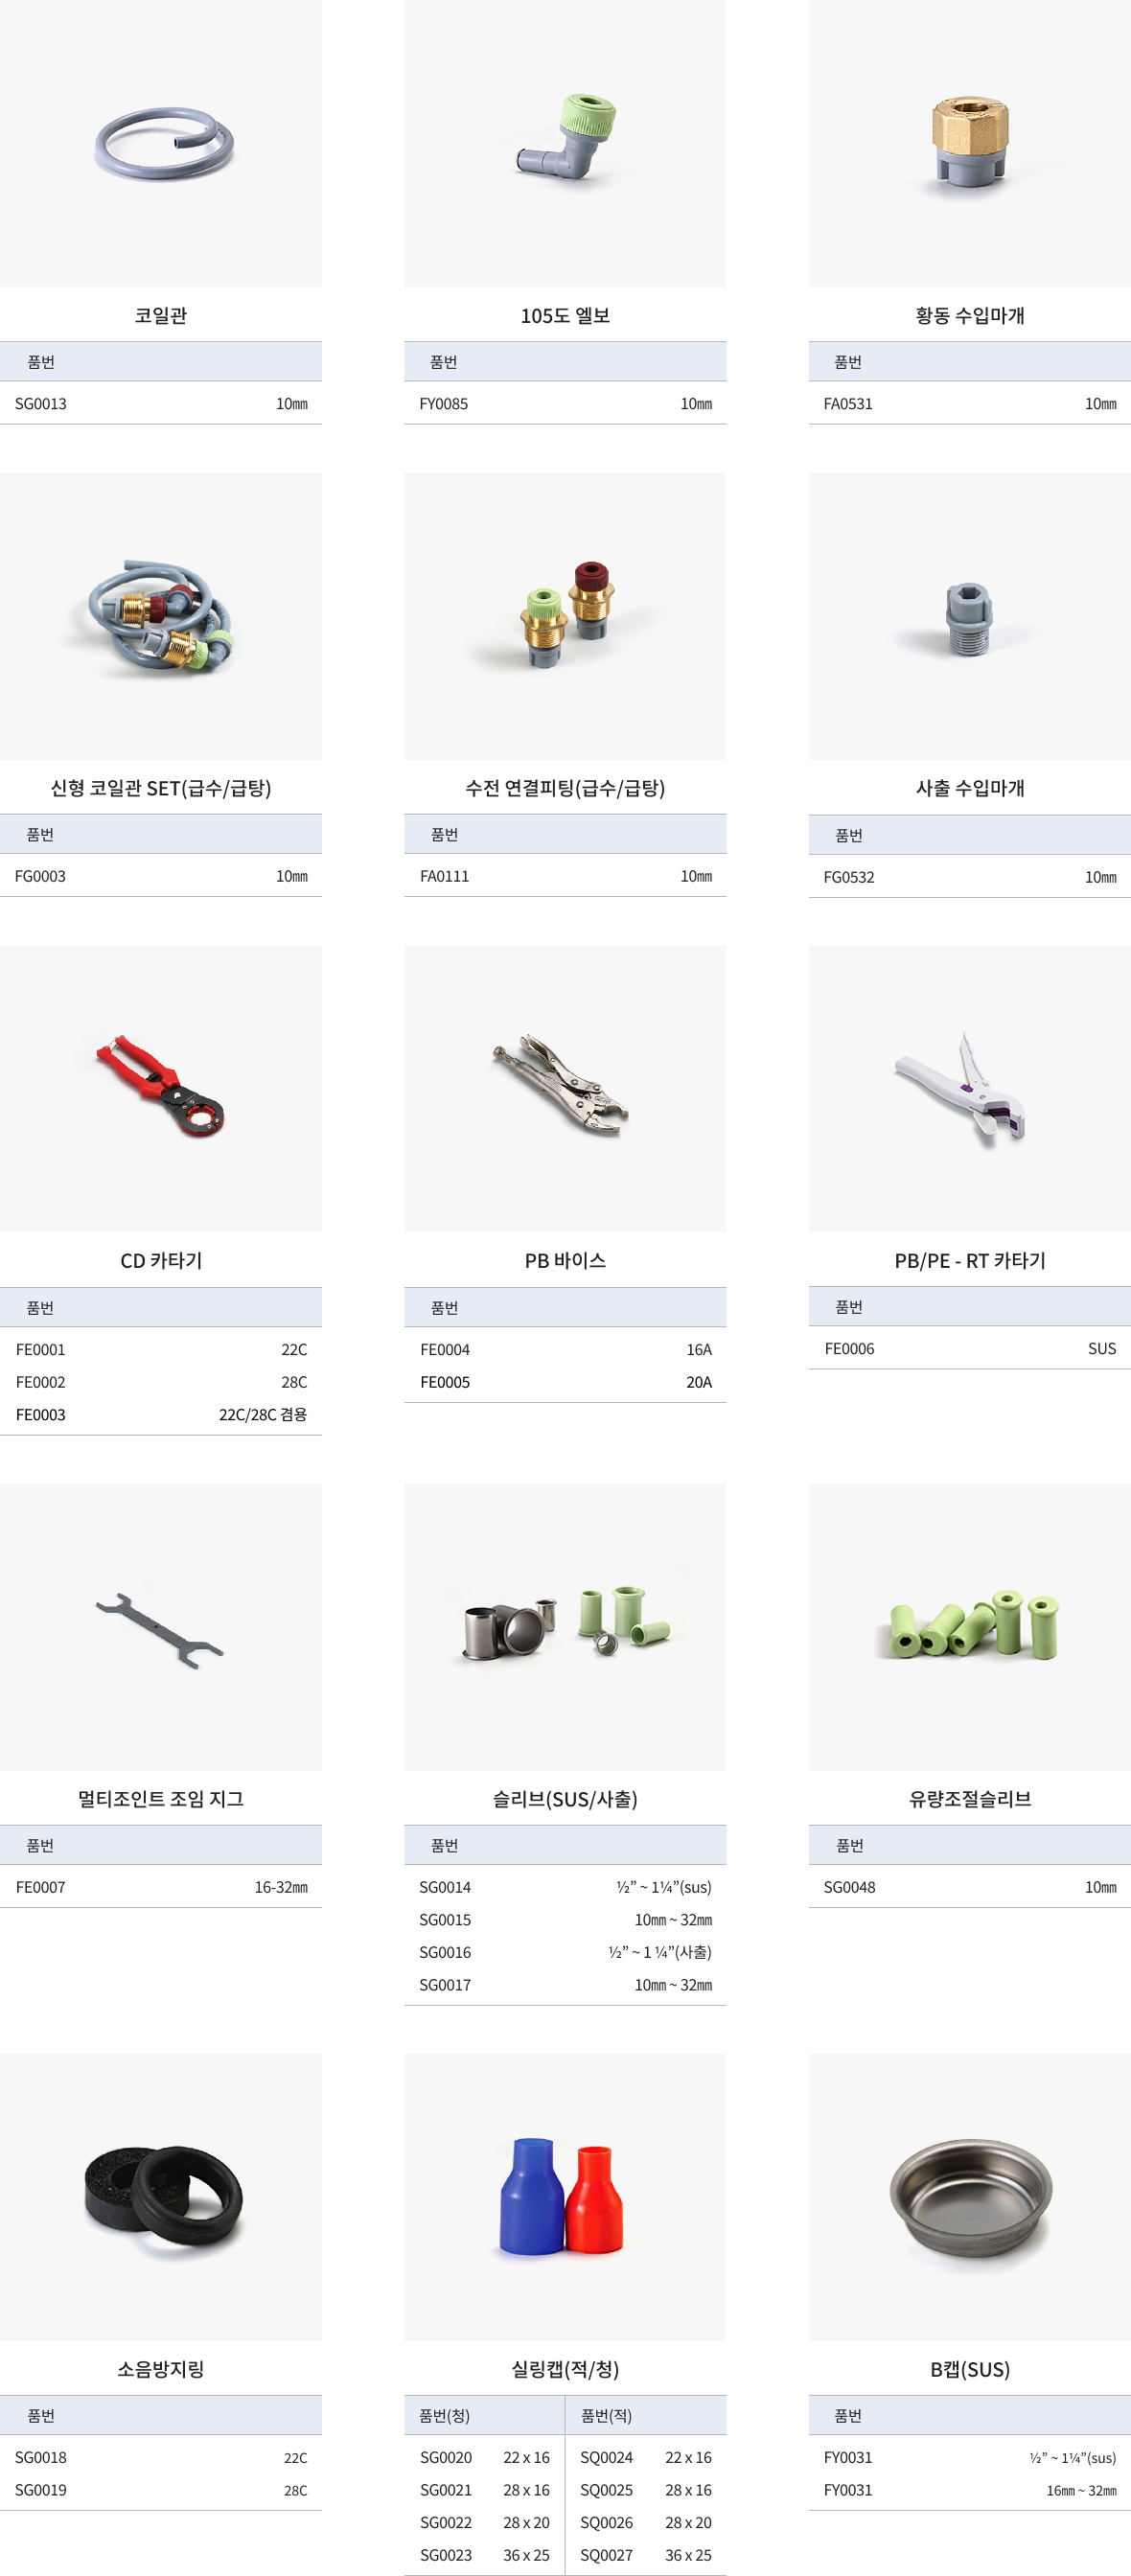 코일관
품번
SG0013 10㎜
105도 엘보
품번
FY0085 10㎜
황동 수입마개
품번
FA0531 10㎜
신형 코일관 SET(급수/급탕)
품번
FG0003 10㎜
수전 연결피팅(급수/급탕)
품번
FA0111 10㎜
사출 수입마개
품번
FG0532 10㎜
CD 카타기
품번
FE0001 22C
FE0002 28C
FE0003 22C/28C 겸용
PB 바이스
품번
FE0004 16A
FE0005 20A
PB/PE - RT 카타기
품번
FE0006 SUS
멀티조인트 조임 지그
품번
FE0007 16-32㎜
슬리브(SUS/사출)
품번
SG0014 ½” ~ 1¼”(sus)
SG0015 10㎜ ~ 32㎜
SG0016 ½” ~ 1 ¼”(사출)
SG0017 10㎜ ~ 32㎜
유량조절슬리브
품번
SG0048 10㎜
소음방지링
품번
SG0018 22C
SG0019 28C
실링캡(적/청)
품번(청) 품번(적)
SG0020 22 x 16 SQ0024 22 x 16
SG0021 28 x 16 SQ0025 28 x 16
SG0022 28 x 20 SQ0026 28 x 20
SG0023 36 x 25 SQ0027 36 x 25
B캡(SUS)
품번
FY0031 ½” ~ 1¼”(sus)
FY0031 16㎜ ~ 32㎜